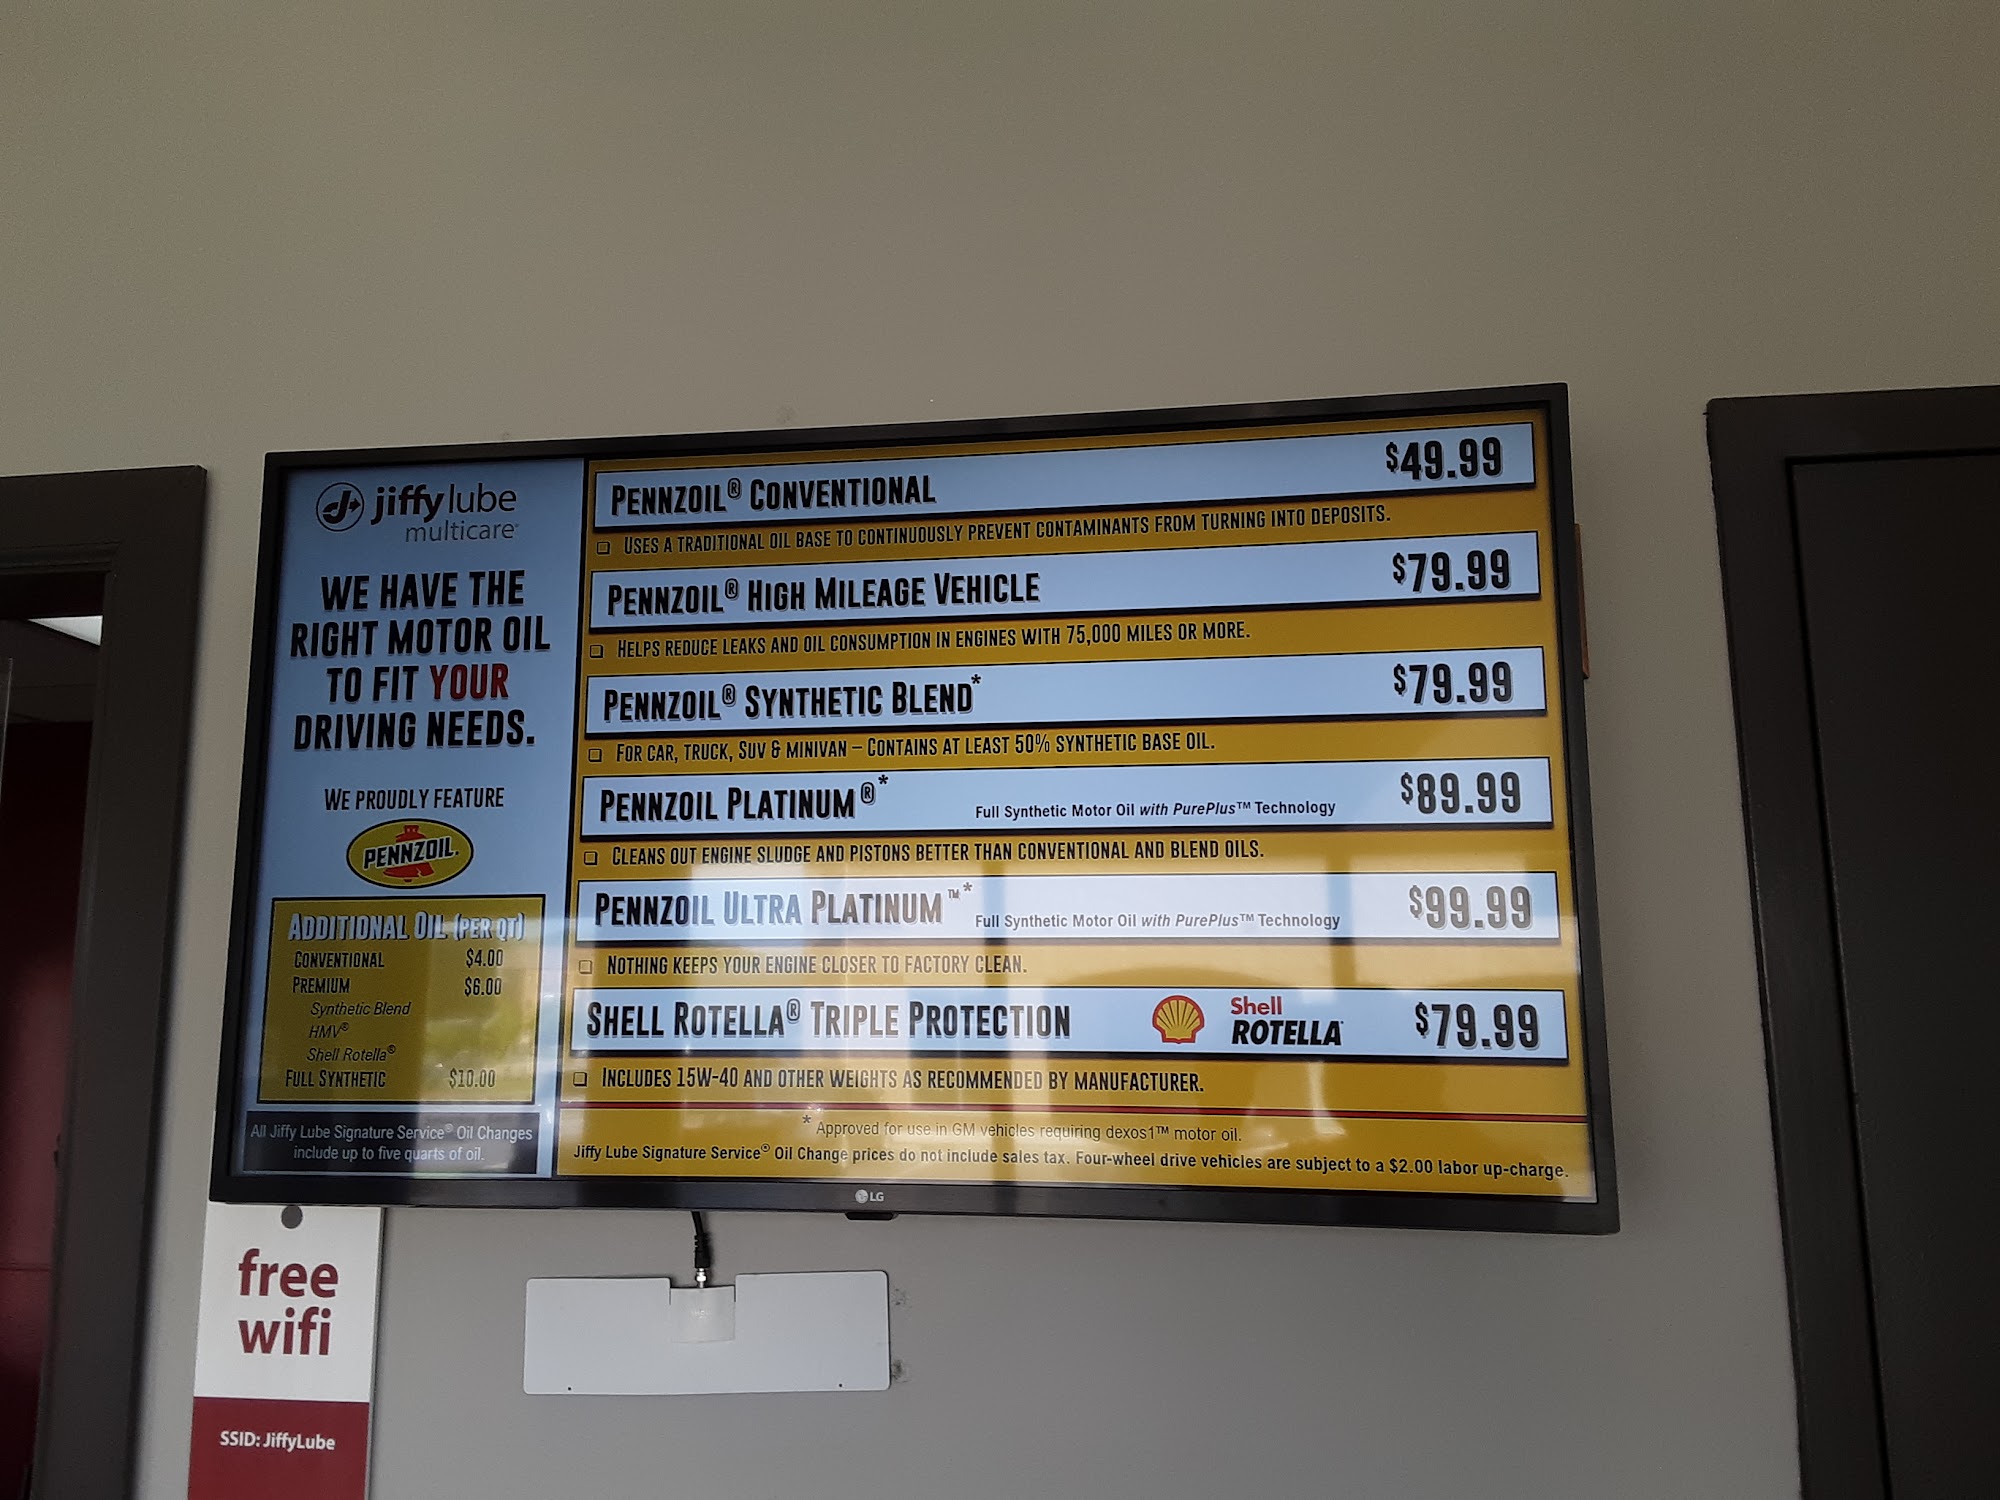 jiffy lube
multicare
WE HAVE THE
RIGHT MOTOR OIL
TO FIT YOUR
DRIVING NEEDS.
WE PROUDLY FEATURE
PENNZOIL.
ADDITIONAL OIL (PER QT)
CONVENTIONAL $4.00
PREMIUM $6.00
Synthetic Blend
HMV®
Shell Rotella®
FULL SYNTHETIC $10.00
All Jiffy Lube Signature Service® Oil Changes
include up to five quarts of oil.
PENNZOIL® CONVENTIONAL $49.99
❏ USES A TRADITIONAL OIL BASE TO CONTINUOUSLY PREVENT CONTAMINANTS FROM TURNING INTO DEPOSITS.
PENNZOIL® HIGH MILEAGE VEHICLE $79.99
❏ HELPS REDUCE LEAKS AND OIL CONSUMPTION IN ENGINES WITH 75,000 MILES OR MORE.
PENNZOIL® SYNTHETIC BLEND* $79.99
❏ FOR CAR, TRUCK, SUV & MINIVAN – CONTAINS AT LEAST 50% SYNTHETIC BASE OIL.
PENNZOIL PLATINUM®* Full Synthetic Motor Oil with PurePlus™ Technology $89.99
❏ CLEANS OUT ENGINE SLUDGE AND PISTONS BETTER THAN CONVENTIONAL AND BLEND OILS.
PENNZOIL ULTRA PLATINUM™* Full Synthetic Motor Oil with PurePlus™ Technology $99.99
❏ NOTHING KEEPS YOUR ENGINE CLOSER TO FACTORY CLEAN.
SHELL ROTELLA® TRIPLE PROTECTION Shell ROTELLA $79.99
❏ INCLUDES 15W-40 AND OTHER WEIGHTS AS RECOMMENDED BY MANUFACTURER.
* Approved for use in GM vehicles requiring dexos1™ motor oil.
Jiffy Lube Signature Service® Oil Change prices do not include sales tax. Four-wheel drive vehicles are subject to a $2.00 labor up-charge.
LG
free
wifi
SSID: JiffyLube